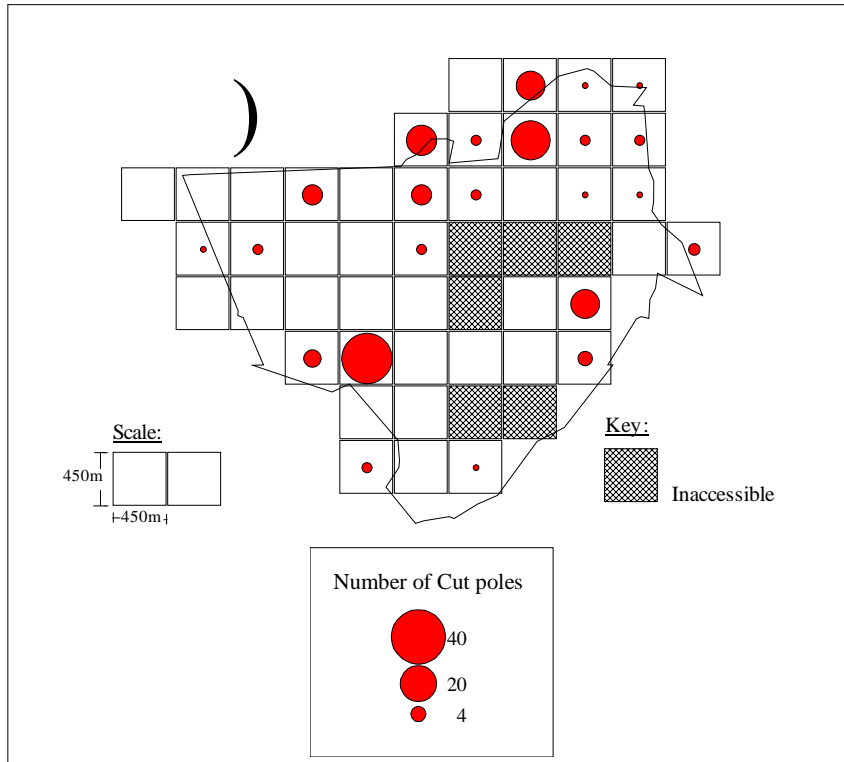 )
Scale:
450m
450m
Key:
Inaccessible
Number of Cut poles
40
20
4